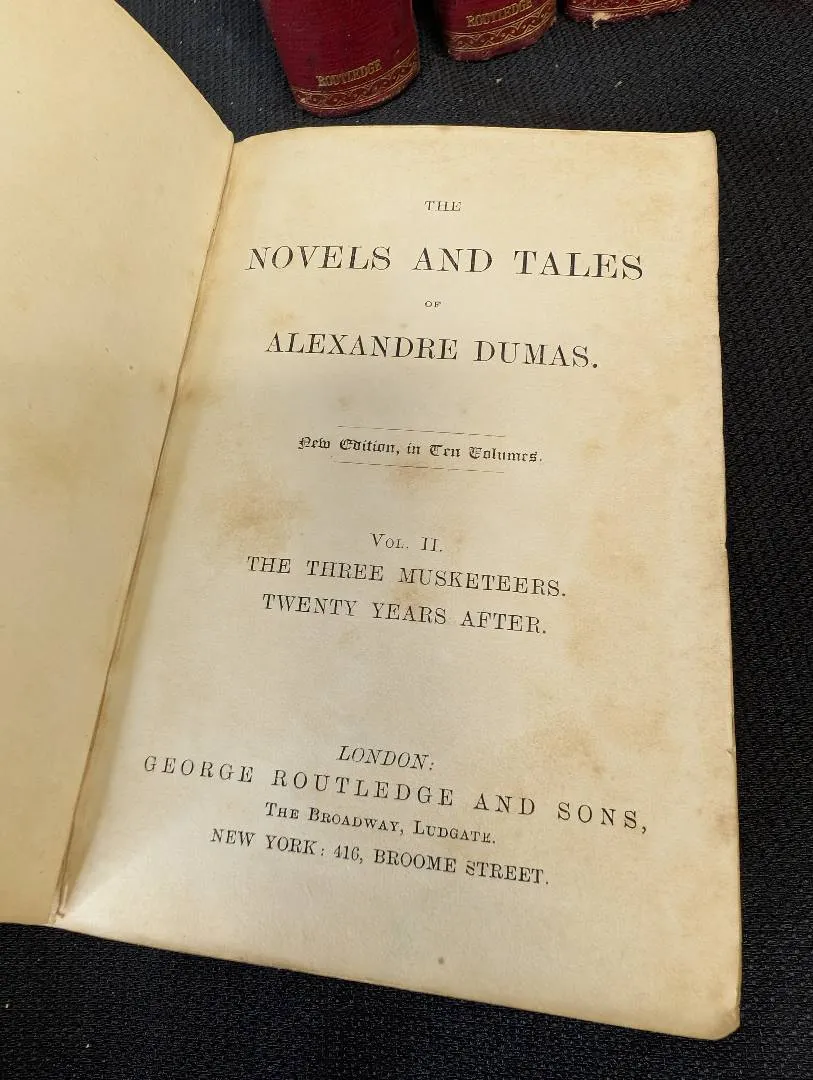 ROUTLEDGE
ROUTLEDGE
THE
NOVELS AND TALES
OF
ALEXANDRE DUMAS.
New Edition, in Ten Volumes.
VOL. II.
THE THREE MUSKETEERS.
TWENTY YEARS AFTER.
LONDON:
GEORGE ROUTLEDGE AND SONS,
THE BROADWAY, LUDGATE.
NEW YORK: 416, BROOME STREET.